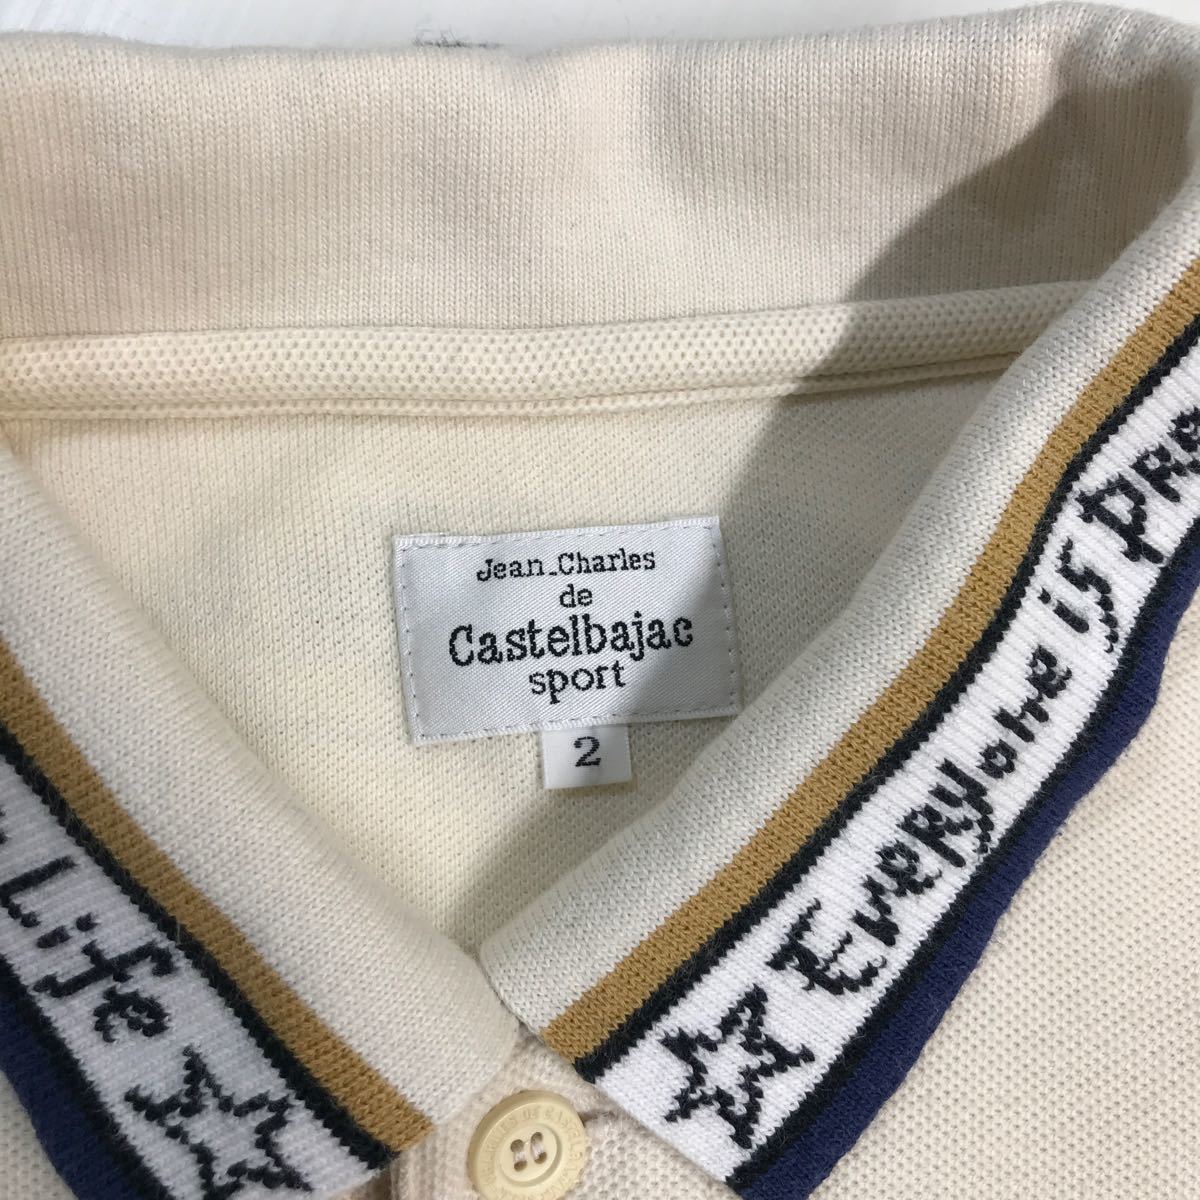 Jean.Charles
de
Castelbajac
sport
2
Everyone is
Life